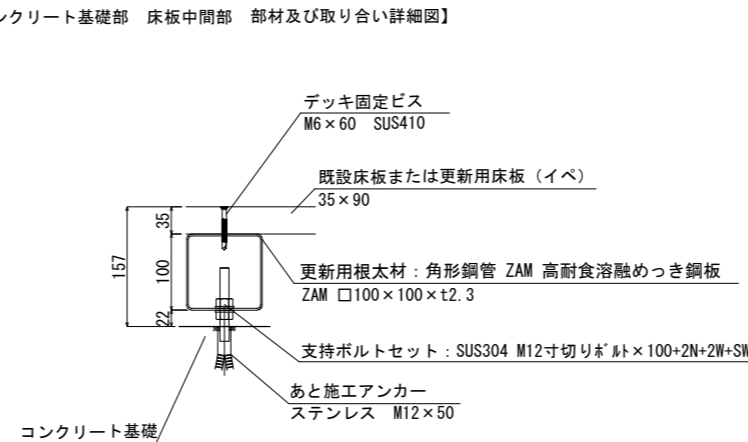 ンクリート基礎部 床板中間部 部材及び取り合い詳細図】
デッキ固定ビス
M6×60 SUS410
既設床板または更新用床板（イペ）
35×90
35
157
100
更新用根太材：角形鋼管 ZAM 高耐食溶融めっき鋼板
ZAM □100×100×t2.3
22
支持ボルトセット：SUS304 M12寸切りﾎﾞﾙﾄ×100+2N+2W+SW
あと施工アンカー
ステンレス M12×50
コンクリート基礎